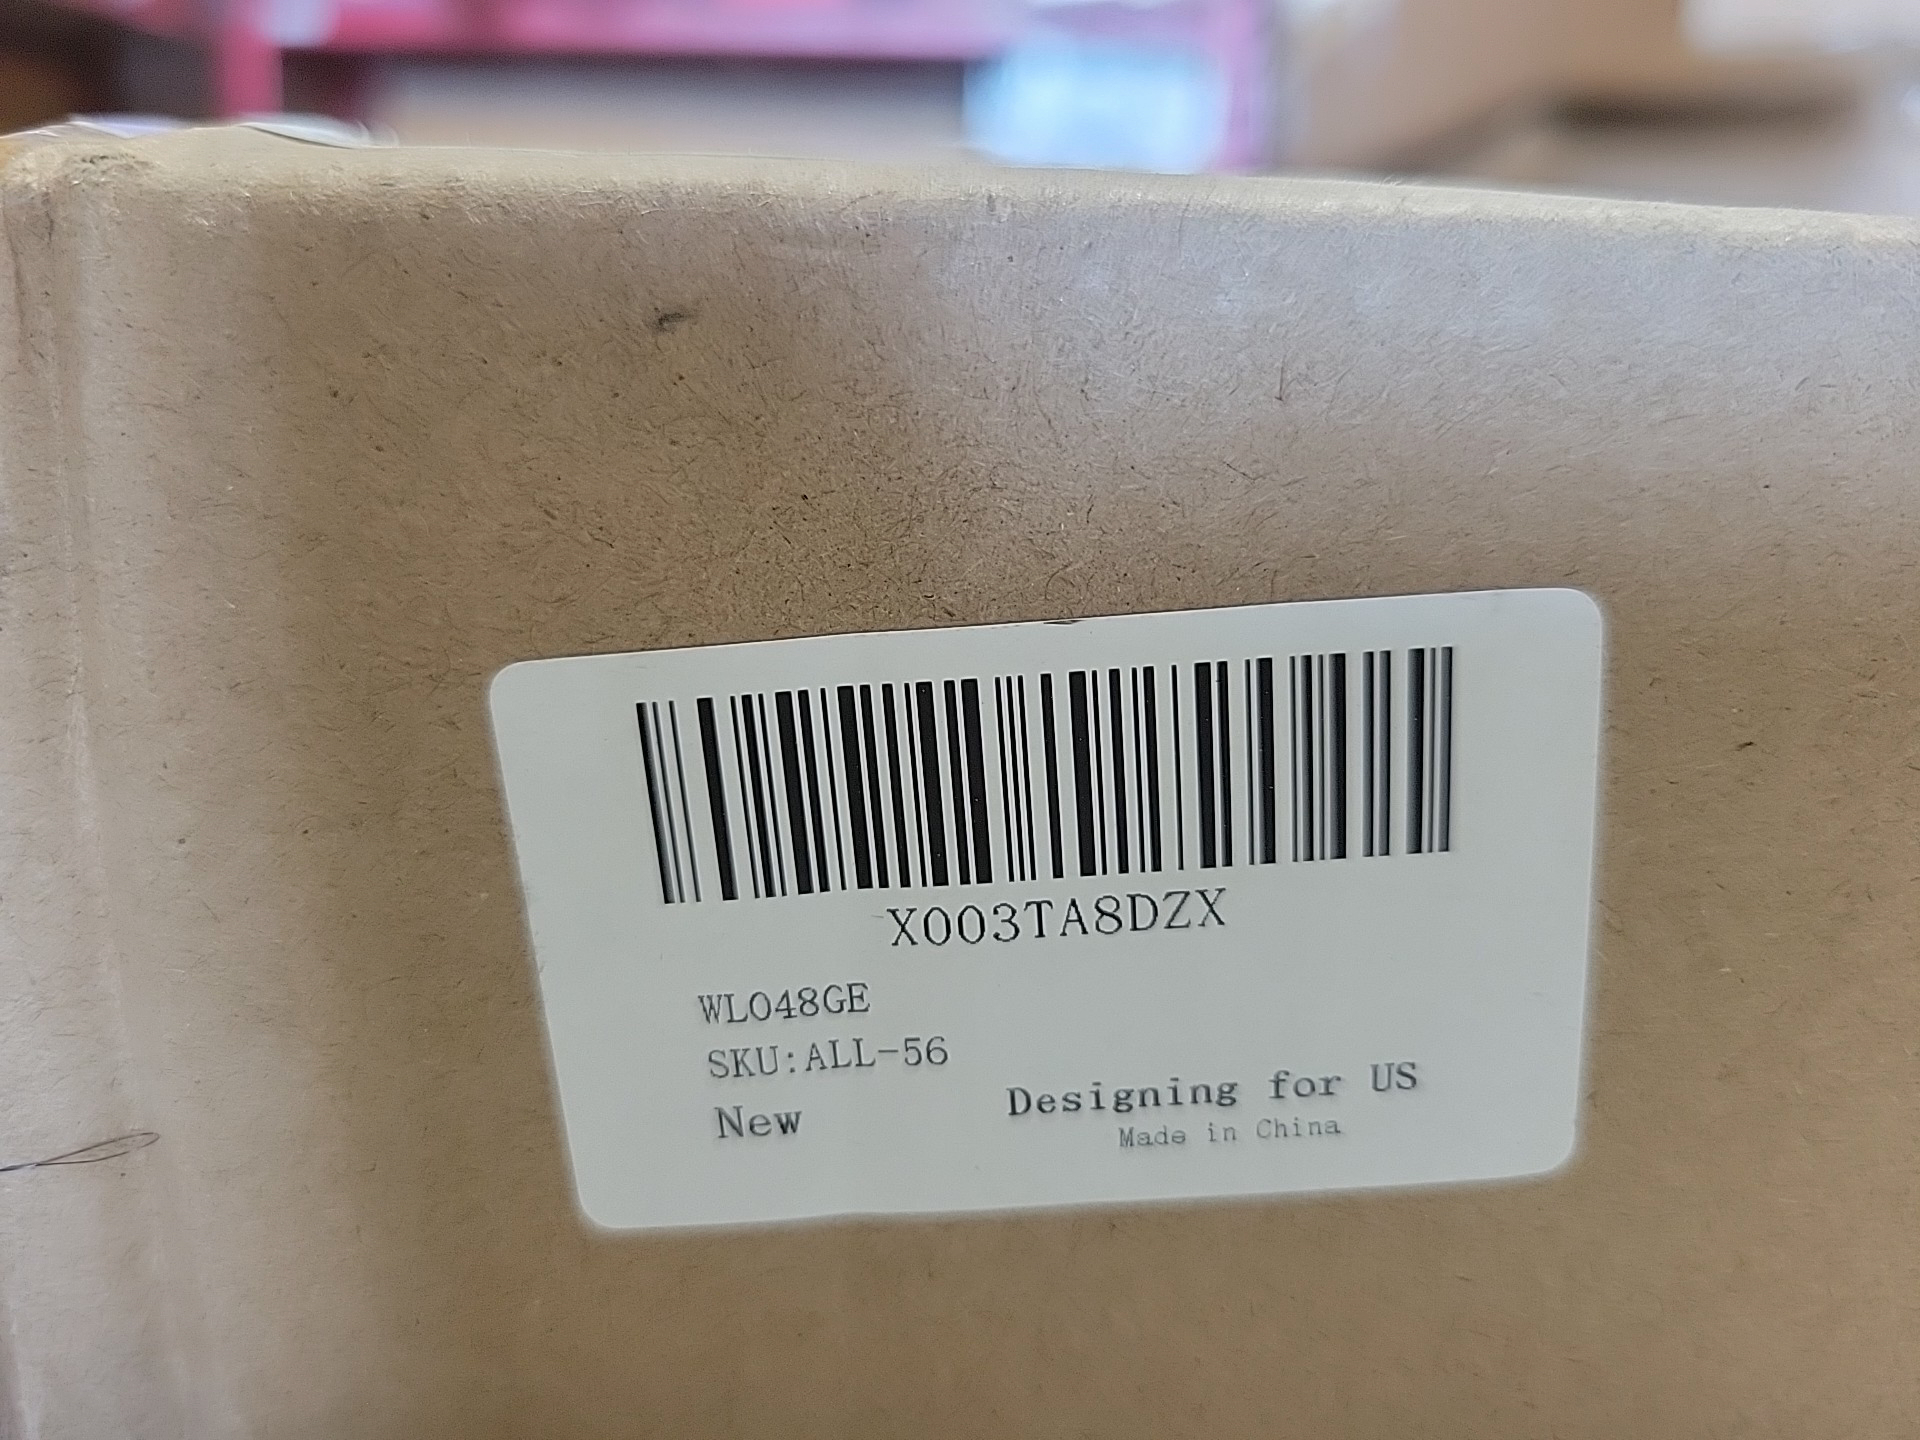 X003TA8DZX
WL048GE
SKU:ALL-56
New
Designing for US
Made in China